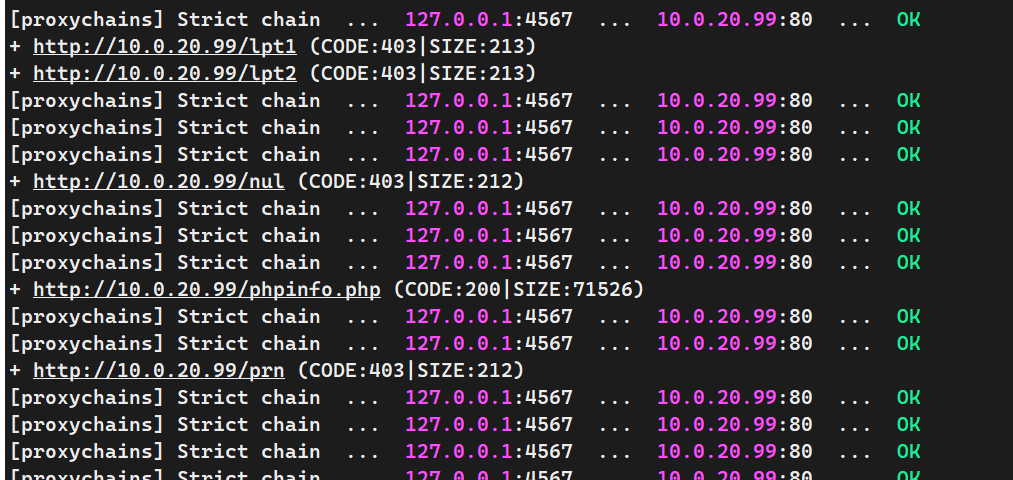 [proxychains] Strict chain ... 127.0.0.1:4567 ... 10.0.20.99:80 ... OK
+ http://10.0.20.99/lpt1 (CODE:403|SIZE:213)
+ http://10.0.20.99/lpt2 (CODE:403|SIZE:213)
[proxychains] Strict chain ... 127.0.0.1:4567 ... 10.0.20.99:80 ... OK
[proxychains] Strict chain ... 127.0.0.1:4567 ... 10.0.20.99:80 ... OK
[proxychains] Strict chain ... 127.0.0.1:4567 ... 10.0.20.99:80 ... OK
+ http://10.0.20.99/nul (CODE:403|SIZE:212)
[proxychains] Strict chain ... 127.0.0.1:4567 ... 10.0.20.99:80 ... OK
[proxychains] Strict chain ... 127.0.0.1:4567 ... 10.0.20.99:80 ... OK
[proxychains] Strict chain ... 127.0.0.1:4567 ... 10.0.20.99:80 ... OK
+ http://10.0.20.99/phpinfo.php (CODE:200|SIZE:71526)
[proxychains] Strict chain ... 127.0.0.1:4567 ... 10.0.20.99:80 ... OK
[proxychains] Strict chain ... 127.0.0.1:4567 ... 10.0.20.99:80 ... OK
+ http://10.0.20.99/prn (CODE:403|SIZE:212)
[proxychains] Strict chain ... 127.0.0.1:4567 ... 10.0.20.99:80 ... OK
[proxychains] Strict chain ... 127.0.0.1:4567 ... 10.0.20.99:80 ... OK
[proxychains] Strict chain ... 127.0.0.1:4567 ... 10.0.20.99:80 ... OK
[proxychains] Strict chain ... 127.0.0.1:4567 ... 10.0.20.99:80 ... OK